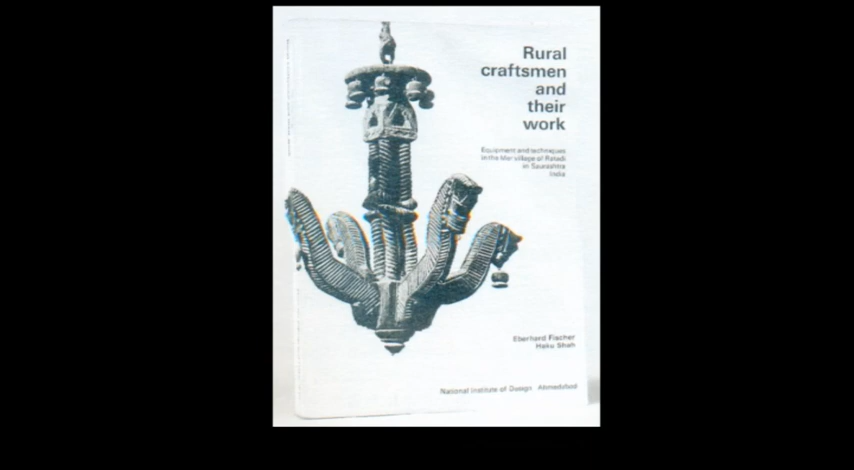 Rural
craftsmen
and
their
work
Equipment and techniques
in the Mer village of Ratadi
in Saurashtra
India
Eberhard Fischer
Haku Shah
National Institute of Design Ahmedabad